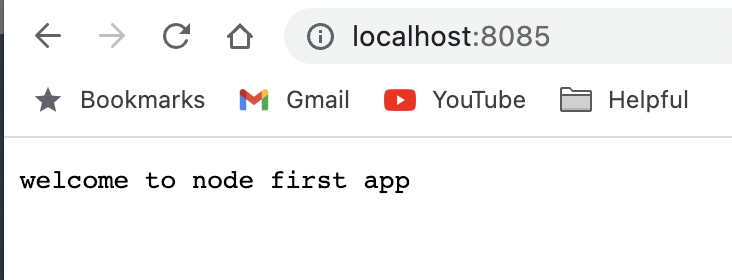 localhost:8085
Bookmarks Gmail YouTube Helpful
welcome to node first app